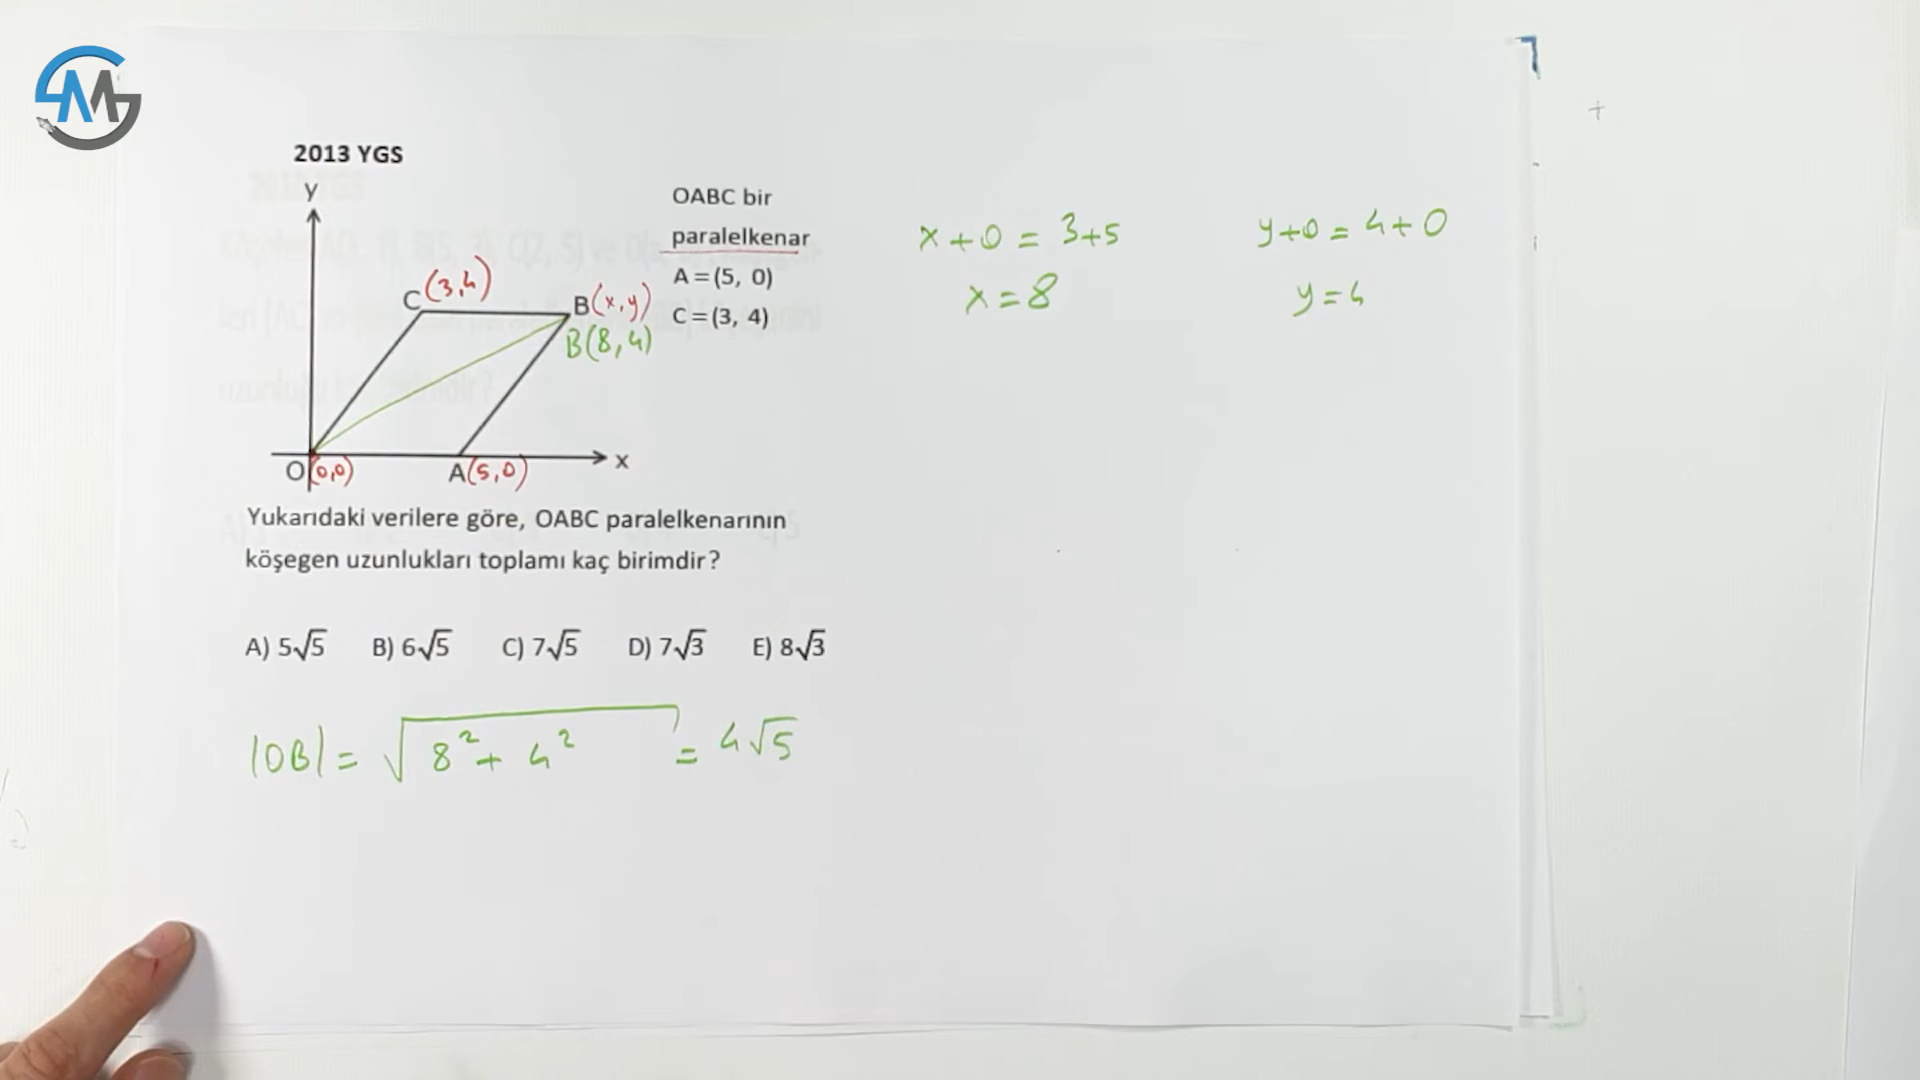 2013 YGS
y
OABC bir
paralelkenar
A = (5, 0)
C = (3, 4)
C(3,4)
B(x,y)
B(8,4)
O(0,0)
A(5,0)
x
x+0 = 3+5
x = 8
y+0 = 4+0
y = 4
Yukarıdaki verilere göre, OABC paralelkenarının
köşegen uzunlukları toplamı kaç birimdir?
A) 5√5 B) 6√5 C) 7√5 D) 7√3 E) 8√3
|OB| = √8² + 4² = 4√5